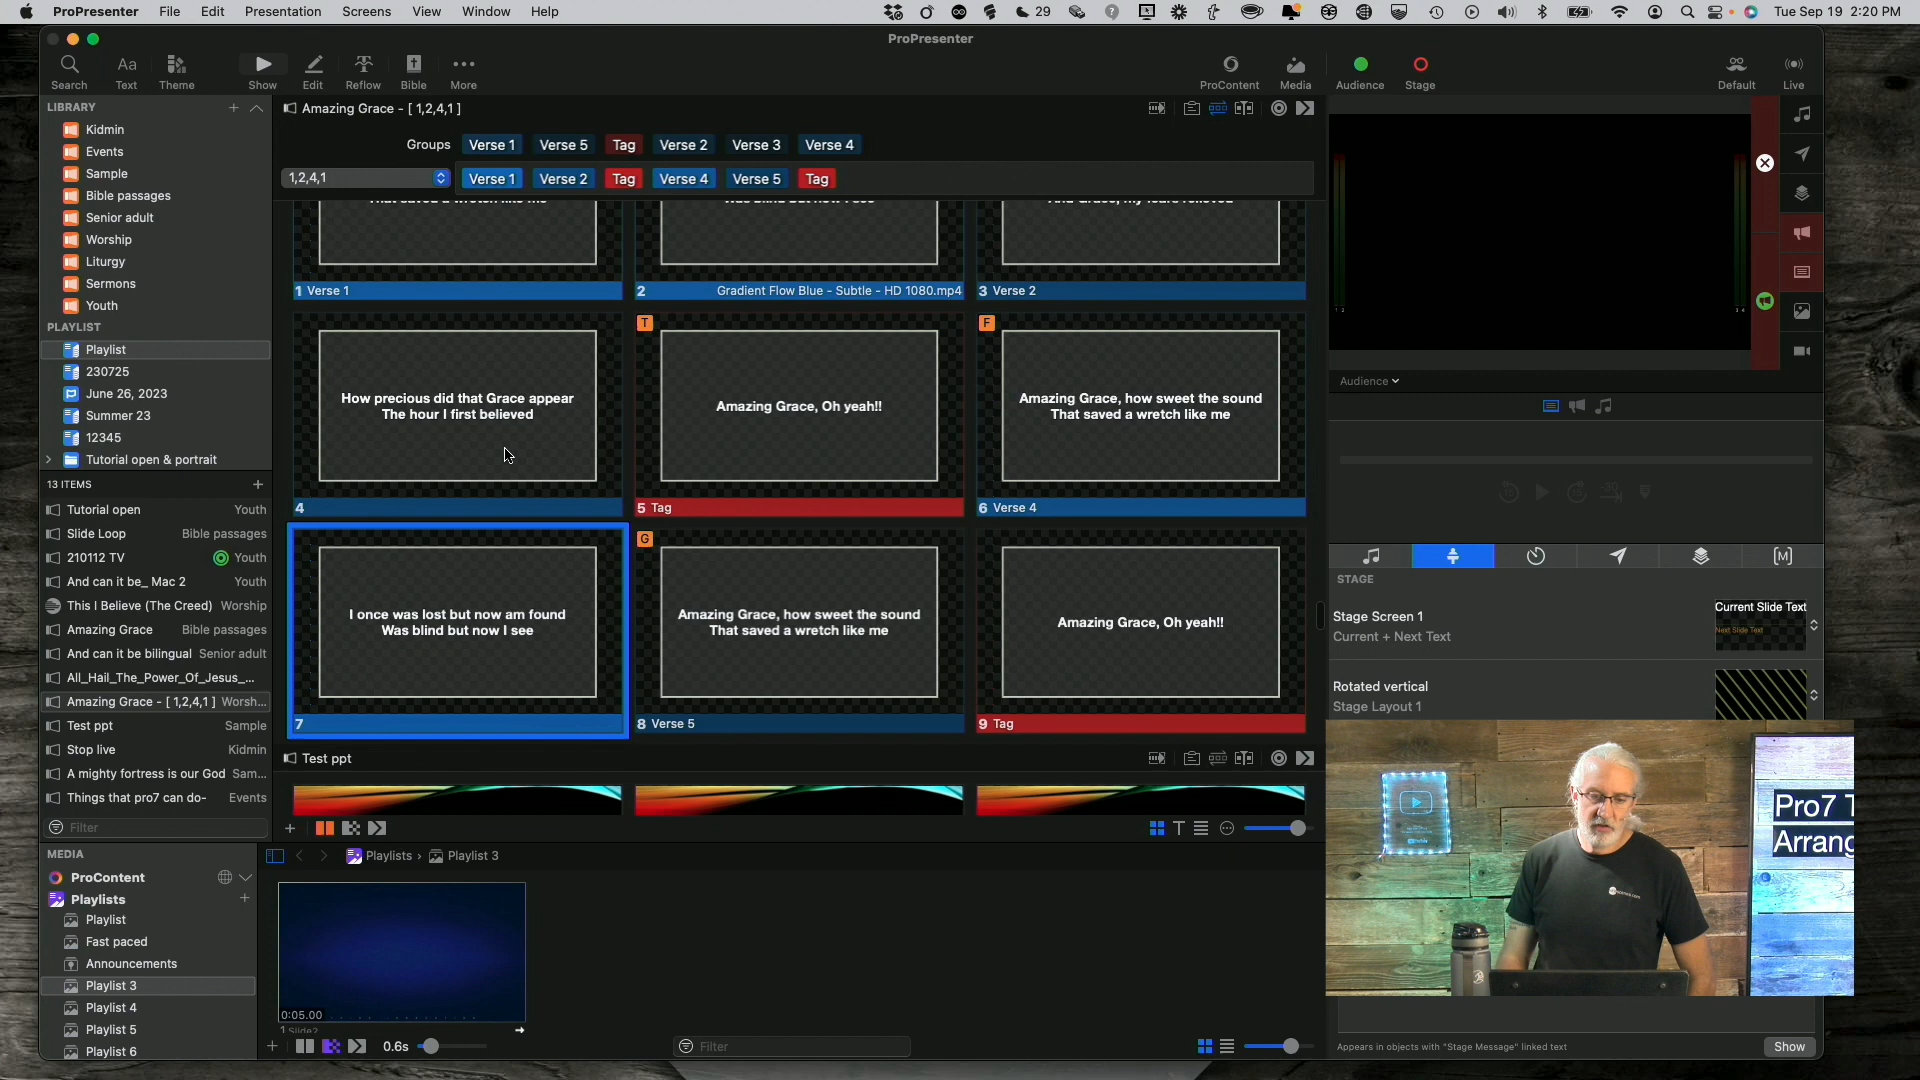 ProPresenter File Edit Presentation Screens View Window Help 29 Tue Sep 19 2:20 PM
ProPresenter
Search Text Theme Show Edit Reflow Bible More ProContent Media Audience Stage Default Live
LIBRARY
Kidmin
Events
Sample
Bible passages
Senior adult
Worship
Liturgy
Sermons
Youth
PLAYLIST
Playlist
230725
June 26, 2023
Summer 23
12345
Tutorial open & portrait
13 ITEMS
Tutorial open Youth
Slide Loop Bible passages
210112 TV Youth
And can it be_ Mac 2 Youth
This I Believe (The Creed) Worship
Amazing Grace Bible passages
And can it be bilingual Senior adult
All_Hail_The_Power_Of_Jesus_...
Amazing Grace - [ 1,2,4,1 ] Worsh...
Test ppt Sample
Stop live Kidmin
A mighty fortress is our God Sam...
Things that pro7 can do- Events
Filter
MEDIA
ProContent
Playlists
Playlist
Fast paced
Announcements
Playlist 3
Playlist 4
Playlist 5
Playlist 6
Amazing Grace - [ 1,2,4,1 ]
Groups Verse 1 Verse 5 Tag Verse 2 Verse 3 Verse 4
1,2,4,1 Verse 1 Verse 2 Tag Verse 4 Verse 5 Tag
1 Verse 1
2 Gradient Flow Blue - Subtle - HD 1080.mp4
3 Verse 2
How precious did that Grace appear
The hour I first believed
4
T
Amazing Grace, Oh yeah!!
5 Tag
F
Amazing Grace, how sweet the sound
That saved a wretch like me
6 Verse 4
I once was lost but now am found
Was blind but now I see
7
G
Amazing Grace, how sweet the sound
That saved a wretch like me
8 Verse 5
Amazing Grace, Oh yeah!!
9 Tag
Test ppt
Playlists › Playlist 3
0:05.00
1 Slide2
0.6s
Filter
Audience
STAGE
Stage Screen 1
Current + Next Text
Current Slide Text
Next Slide Text
Rotated vertical
Stage Layout 1
Pro7 T
Arrang
Appears in objects with "Stage Message" linked text
Show